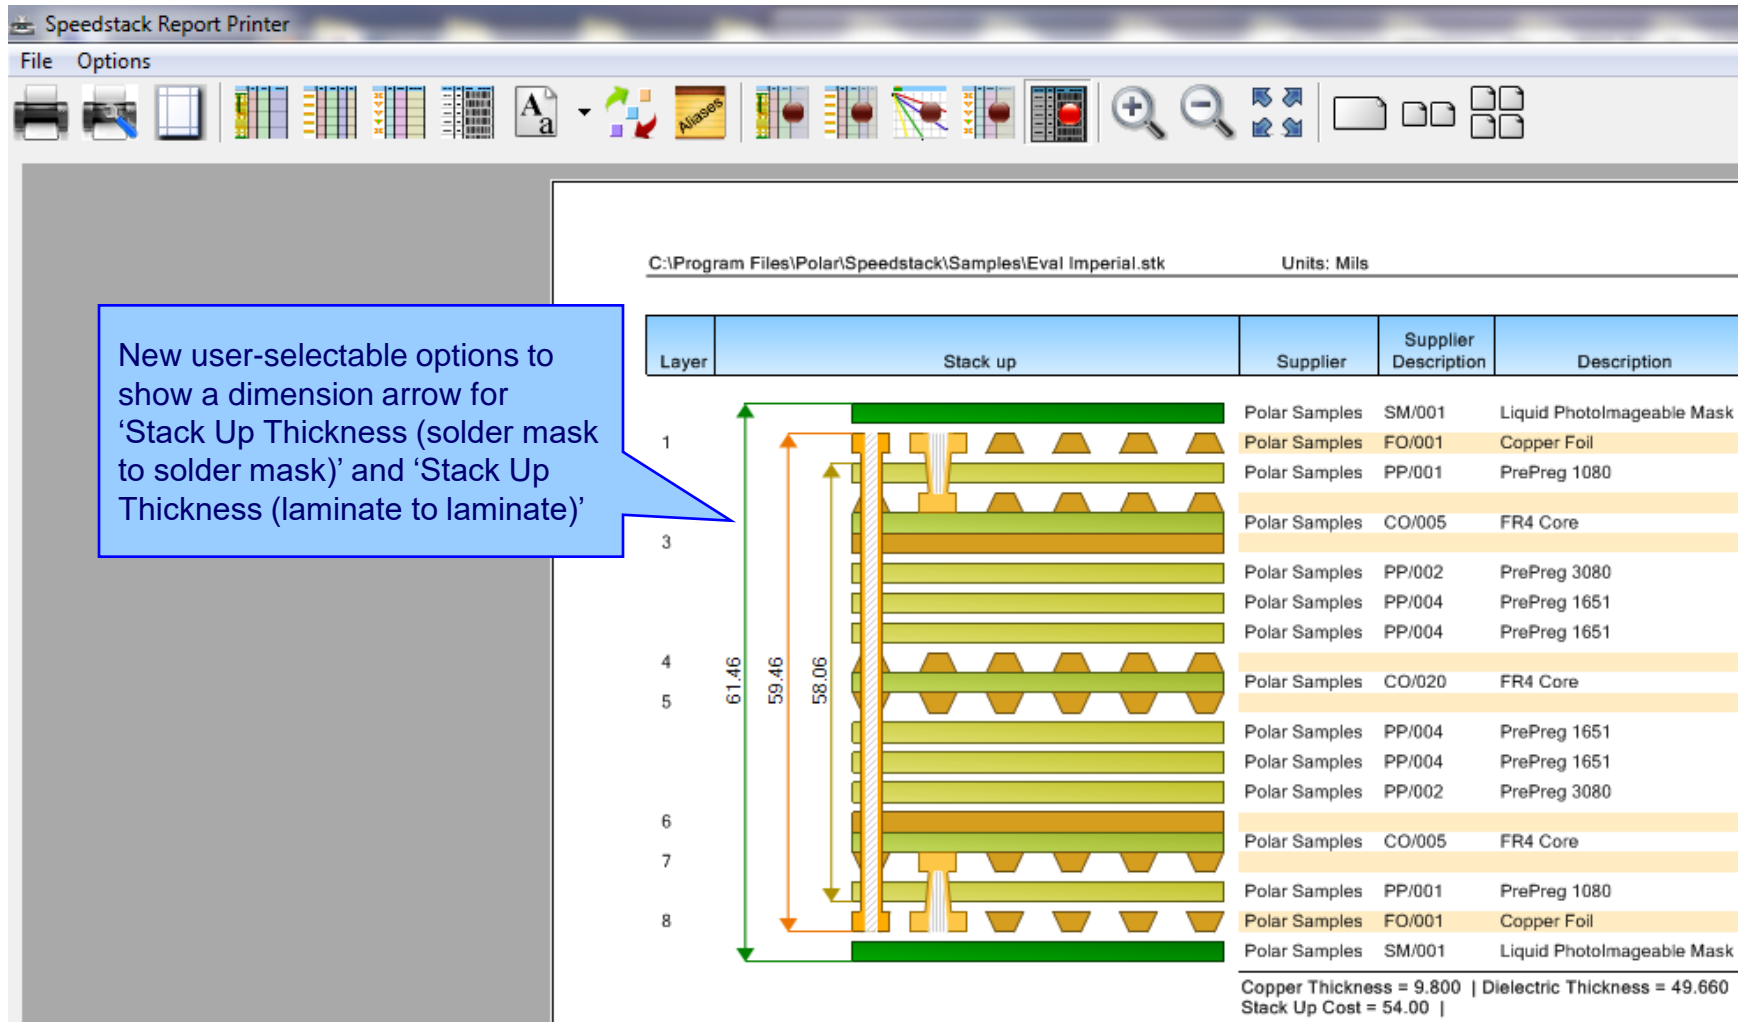 Speedstack Report Printer
File Options
A a
Aliases
C:\Program Files\Polar\Speedstack\Samples\Eval Imperial.stk Units: Mils
New user-selectable options to
show a dimension arrow for
‘Stack Up Thickness (solder mask
to solder mask)’ and ‘Stack Up
Thickness (laminate to laminate)’
Layer Stack up Supplier Supplier Description Description
Polar Samples SM/001 Liquid PhotoImageable Mask
1 Polar Samples FO/001 Copper Foil
Polar Samples PP/001 PrePreg 1080
Polar Samples CO/005 FR4 Core
3
Polar Samples PP/002 PrePreg 3080
Polar Samples PP/004 PrePreg 1651
Polar Samples PP/004 PrePreg 1651
4
61.46 59.46 58.06
Polar Samples CO/020 FR4 Core
5
Polar Samples PP/004 PrePreg 1651
Polar Samples PP/004 PrePreg 1651
Polar Samples PP/002 PrePreg 3080
6
Polar Samples CO/005 FR4 Core
7
Polar Samples PP/001 PrePreg 1080
8 Polar Samples FO/001 Copper Foil
Polar Samples SM/001 Liquid PhotoImageable Mask
Copper Thickness = 9.800 | Dielectric Thickness = 49.660
Stack Up Cost = 54.00 |